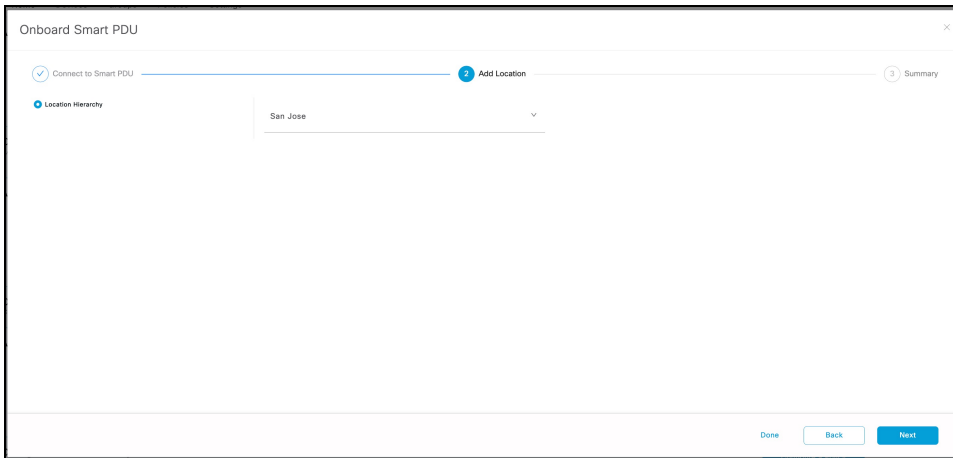 Onboard Smart PDU
Connect to Smart PDU
2 Add Location
3 Summary
Location Hierarchy
San Jose
Done
Back
Next